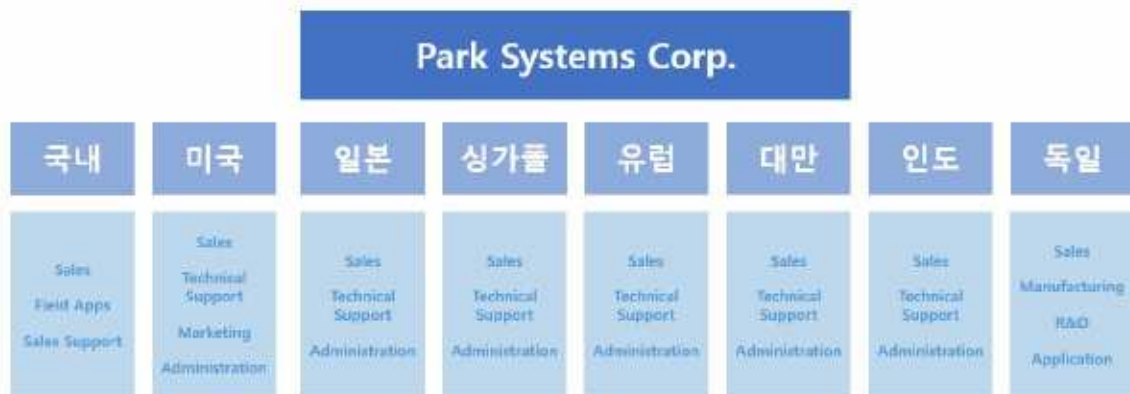 Park Systems Corp.
국내
미국
일본
싱가폴
유럽
대만
인도
독일
Sales
Field Apps
Sales Support
Sales
Technical
Support
Marketing
Administration
Sales
Technical
Support
Administration
Sales
Technical
Support
Administration
Sales
Technical
Support
Administration
Sales
Technical
Support
Administration
Sales
Technical
Support
Administration
Sales
Manufacturing
R&D
Application